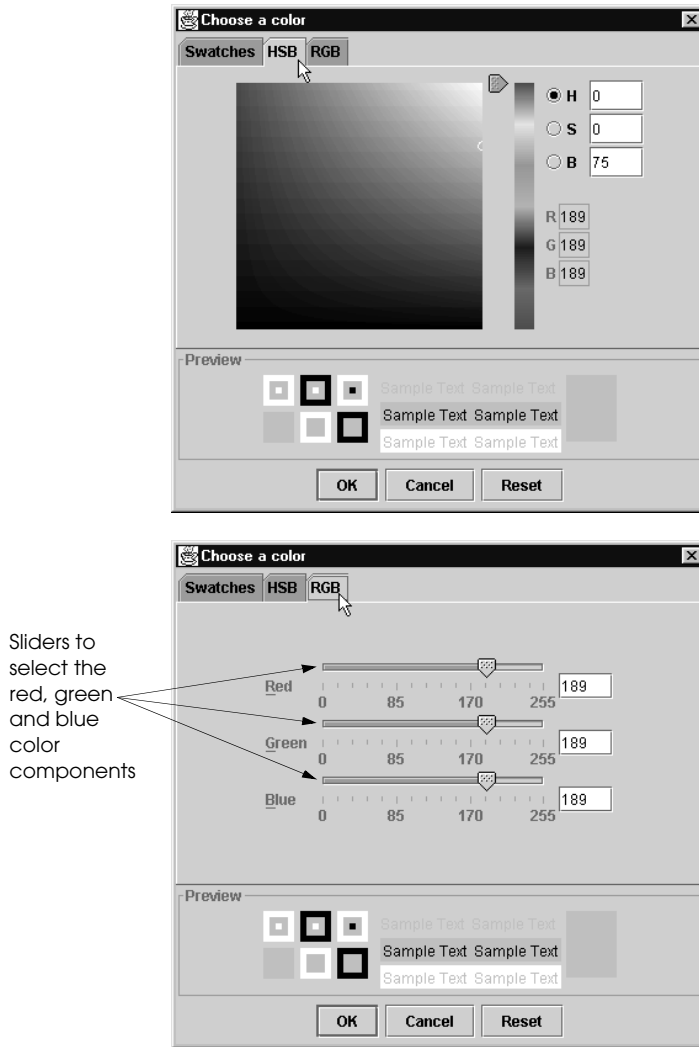 Choose a color
Swatches HSB RGB
H 0
S 0
B 75
R 189
G 189
B 189
Preview
Sample Text Sample Text
Sample Text Sample Text
Sample Text Sample Text
OK Cancel Reset
Choose a color
Swatches HSB RGB
Sliders to
select the
red, green
and blue
color
components
Red 189
0 85 170 255
Green 189
0 85 170 255
Blue 189
0 85 170 255
Preview
Sample Text Sample Text
Sample Text Sample Text
Sample Text Sample Text
OK Cancel Reset